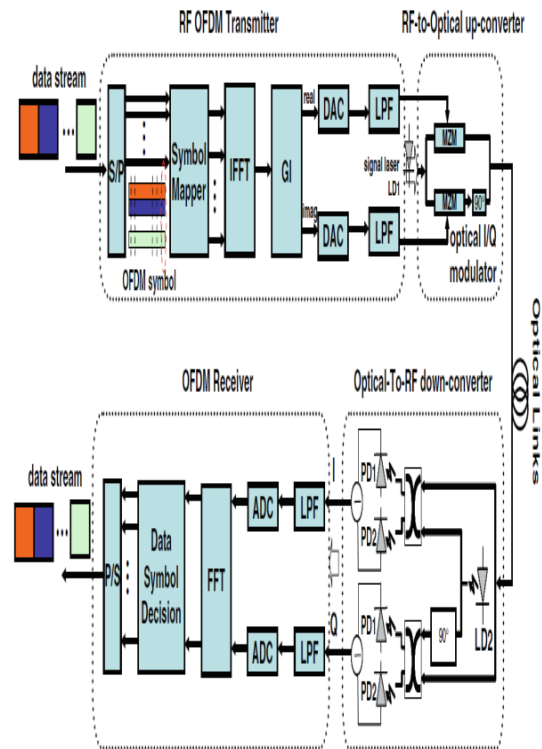 RF OFDM Transmitter
RF-to-Optical up-converter
data stream
S/P
OFDM symbol
Symbol
Mapper
IFFT
GI
real
imag
DAC
LPF
DAC
LPF
signal laser
LD1
MZM
MZM
90°
optical I/Q
modulator
Optical Links
OFDM Receiver
Optical-To-RF down-converter
data stream
P/S
Data
Symbol
Decision
FFT
ADC
LPF
ADC
LPF
I
Q
PD1
PD2
PD1
PD2
90°
LD2